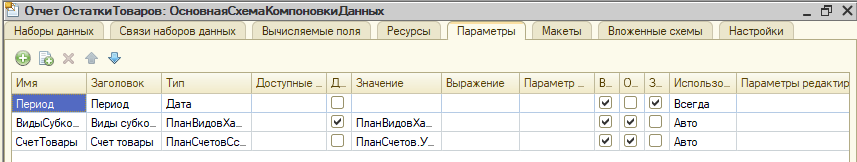 Отчет ОстаткиТоваров: ОсновнаяСхемаКомпоновкиДанных
Наборы данных Связи наборов данных Вычисляемые поля Ресурсы Параметры Макеты Вложенные схемы Настройки
Имя Заголовок Тип Доступные ... Д... Значение Выражение Параметр ... В... О... З... Использо... Параметры редактир
Период Период Дата Всегда
ВидыСубко... Виды субко... ПланВидовХа... ПланВидовХа... Авто
СчетТовары Счет товары ПланСчетовСс... ПланСчетов.У... Авто